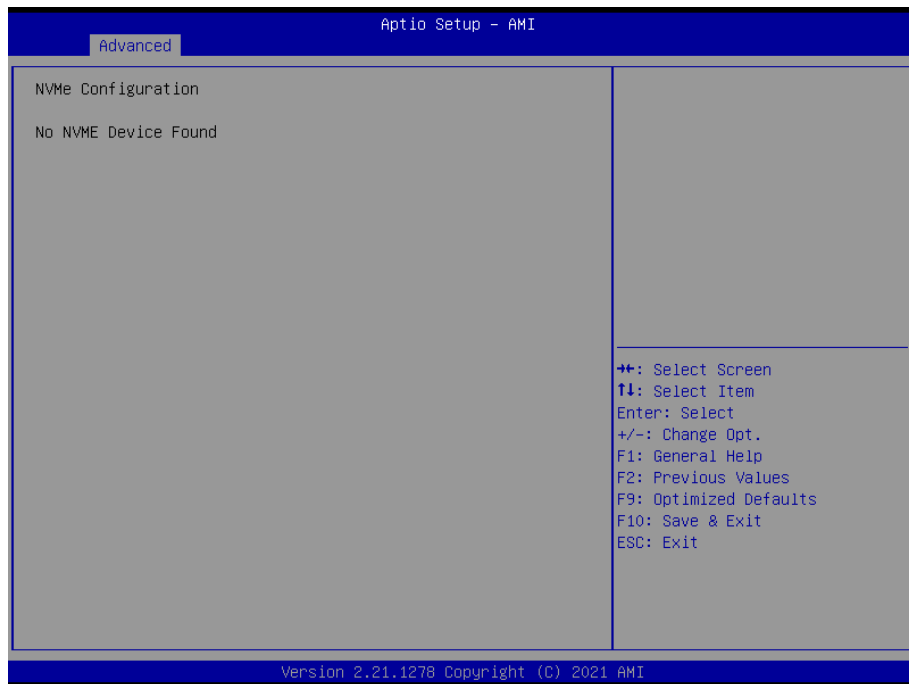 Aptio Setup – AMI
Advanced
NVMe Configuration
No NVME Device Found
→←: Select Screen
↑↓: Select Item
Enter: Select
+/-: Change Opt.
F1: General Help
F2: Previous Values
F9: Optimized Defaults
F10: Save & Exit
ESC: Exit
Version 2.21.1278 Copyright (C) 2021 AMI